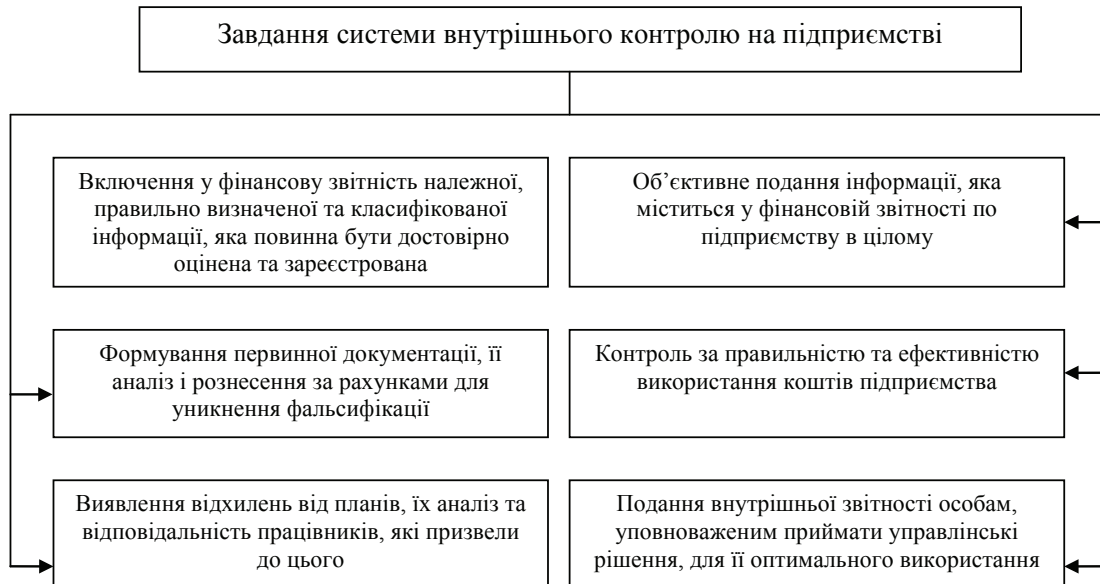 Завдання системи внутрішнього контролю на підприємстві
Включення у фінансову звітність належної,
правильно визначеної та класифікованої
інформації, яка повинна бути достовірно
оцінена та зареєстрована
Об’єктивне подання інформації, яка
міститься у фінансовій звітності по
підприємству в цілому
Формування первинної документації, її
аналіз і рознесення за рахунками для
уникнення фальсифікації
Контроль за правильністю та ефективністю
використання коштів підприємства
Виявлення відхилень від планів, їх аналіз та
відповідальність працівників, які призвели
до цього
Подання внутрішньої звітності особам,
уповноваженим приймати управлінські
рішення, для її оптимального використання